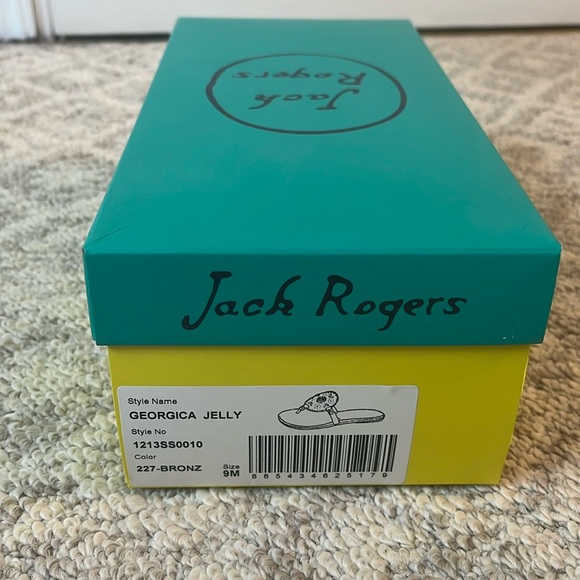 Jack
Rogers
Jack Rogers
Style Name
GEORGICA JELLY
Style No
1213SS0010
Color
227-BRONZ
Size
9M
885434625179